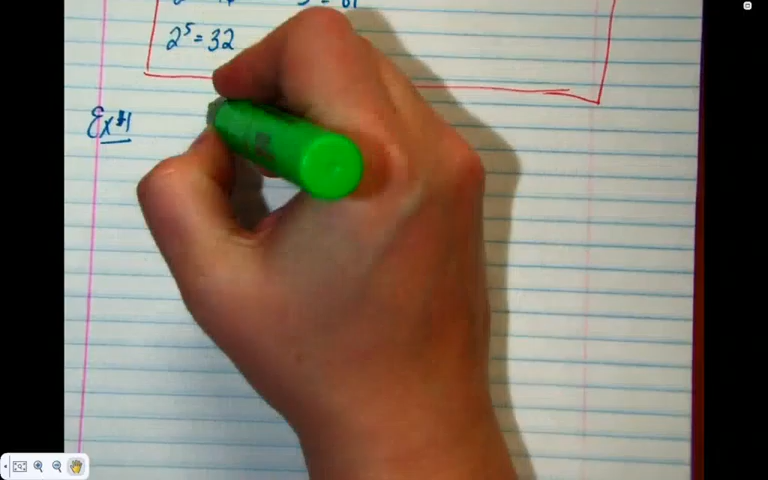 2⁵ = 32
Ex #1